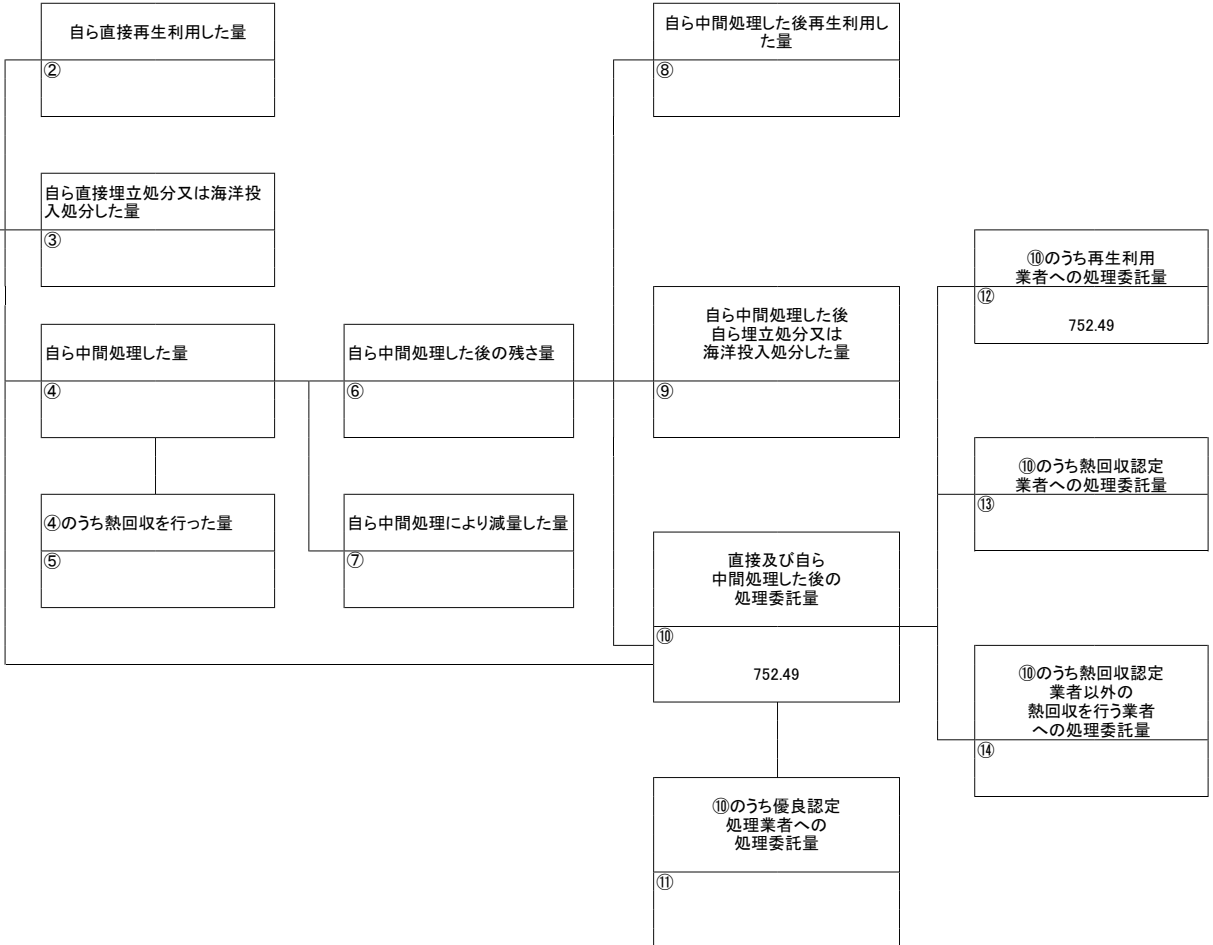 自ら直接再生利用した量
②
自ら中間処理した後再生利用し
た量
⑧
自ら直接埋立処分又は海洋投
入処分した量
③
自ら中間処理した量
④
自ら中間処理した後の残さ量
⑥
自ら中間処理した後
自ら埋立処分又は
海洋投入処分した量
⑨
⑩のうち再生利用
業者への処理委託量
⑫
752.49
⑩のうち熱回収認定
業者への処理委託量
⑬
④のうち熱回収を行った量
⑤
自ら中間処理により減量した量
⑦
直接及び自ら
中間処理した後の
処理委託量
⑩
752.49
⑩のうち熱回収認定
業者以外の
熱回収を行う業者
への処理委託量
⑭
⑩のうち優良認定
処理業者への
処理委託量
⑪